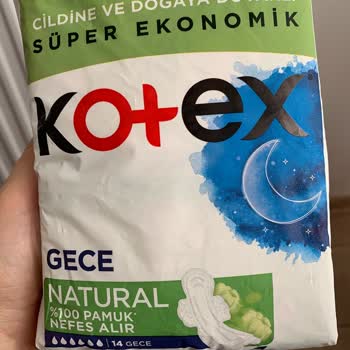 CİLDİNE VE DOĞAYA
SÜPER EKONOMİK
Kotex
GECE
NATURAL
%100 PAMUK
NEFES ALIR
14 GECE